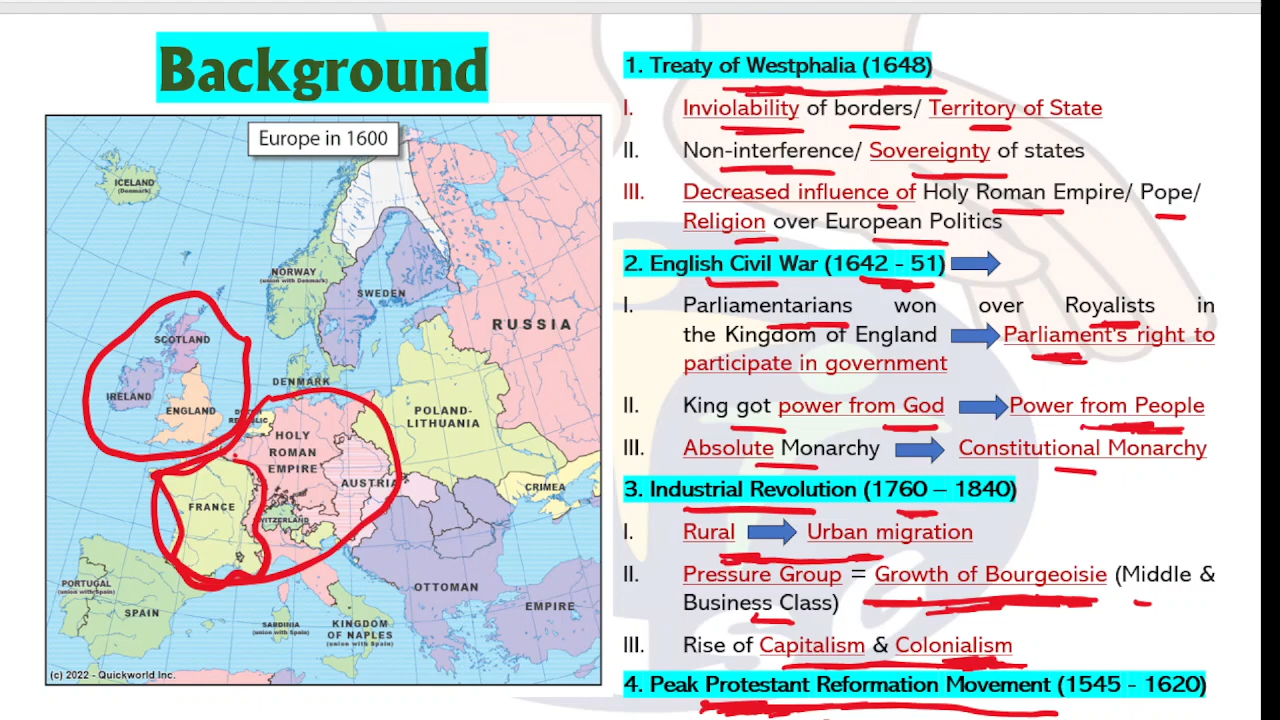 Background
Europe in 1600
ICELAND
(Denmark)
NORWAY
(union with Denmark)
SWEDEN
RUSSIA
SCOTLAND
IRELAND
ENGLAND
DENMARK
HOLY
ROMAN
EMPIRE
POLAND-
LITHUANIA
AUSTRIA
CRIMEA
FRANCE
SWITZERLAND
OTTOMAN
EMPIRE
PORTUGAL
(union with Spain)
SPAIN
SARDINIA
(union with Spain)
KINGDOM
OF NAPLES
(union with Spain)
(c) 2022 - Quickworld Inc.
1. Treaty of Westphalia (1648)
I. Inviolability of borders/ Territory of State
II. Non-interference/ Sovereignty of states
III. Decreased influence of Holy Roman Empire/ Pope/
Religion over European Politics
2. English Civil War (1642 - 51)
I. Parliamentarians won over Royalists in
the Kingdom of England Parliament's right to
participate in government
II. King got power from God Power from People
III. Absolute Monarchy Constitutional Monarchy
3. Industrial Revolution (1760 – 1840)
I. Rural Urban migration
II. Pressure Group = Growth of Bourgeoisie (Middle &
Business Class)
III. Rise of Capitalism & Colonialism
4. Peak Protestant Reformation Movement (1545 - 1620)